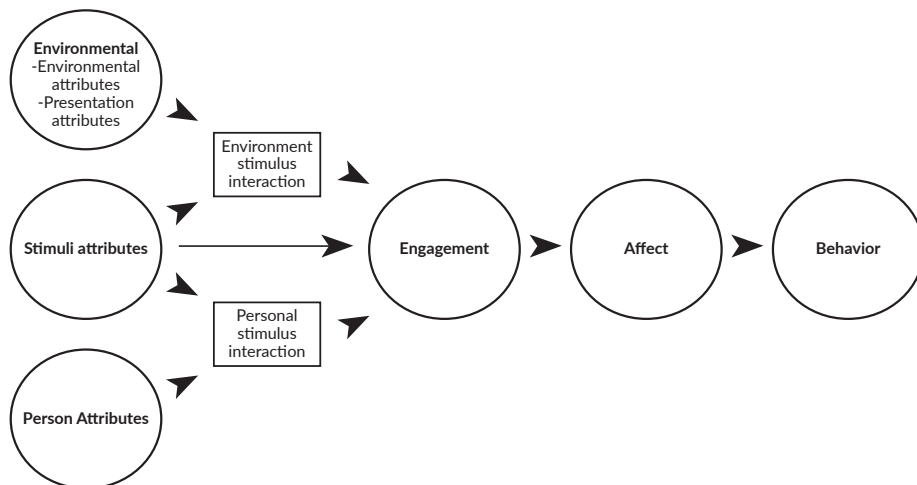 Environmental
-Environmental
attributes
-Presentation
attributes
Environment
stimulus
interaction
Stimuli attributes
Engagement
Affect
Behavior
Personal
stimulus
interaction
Person Attributes